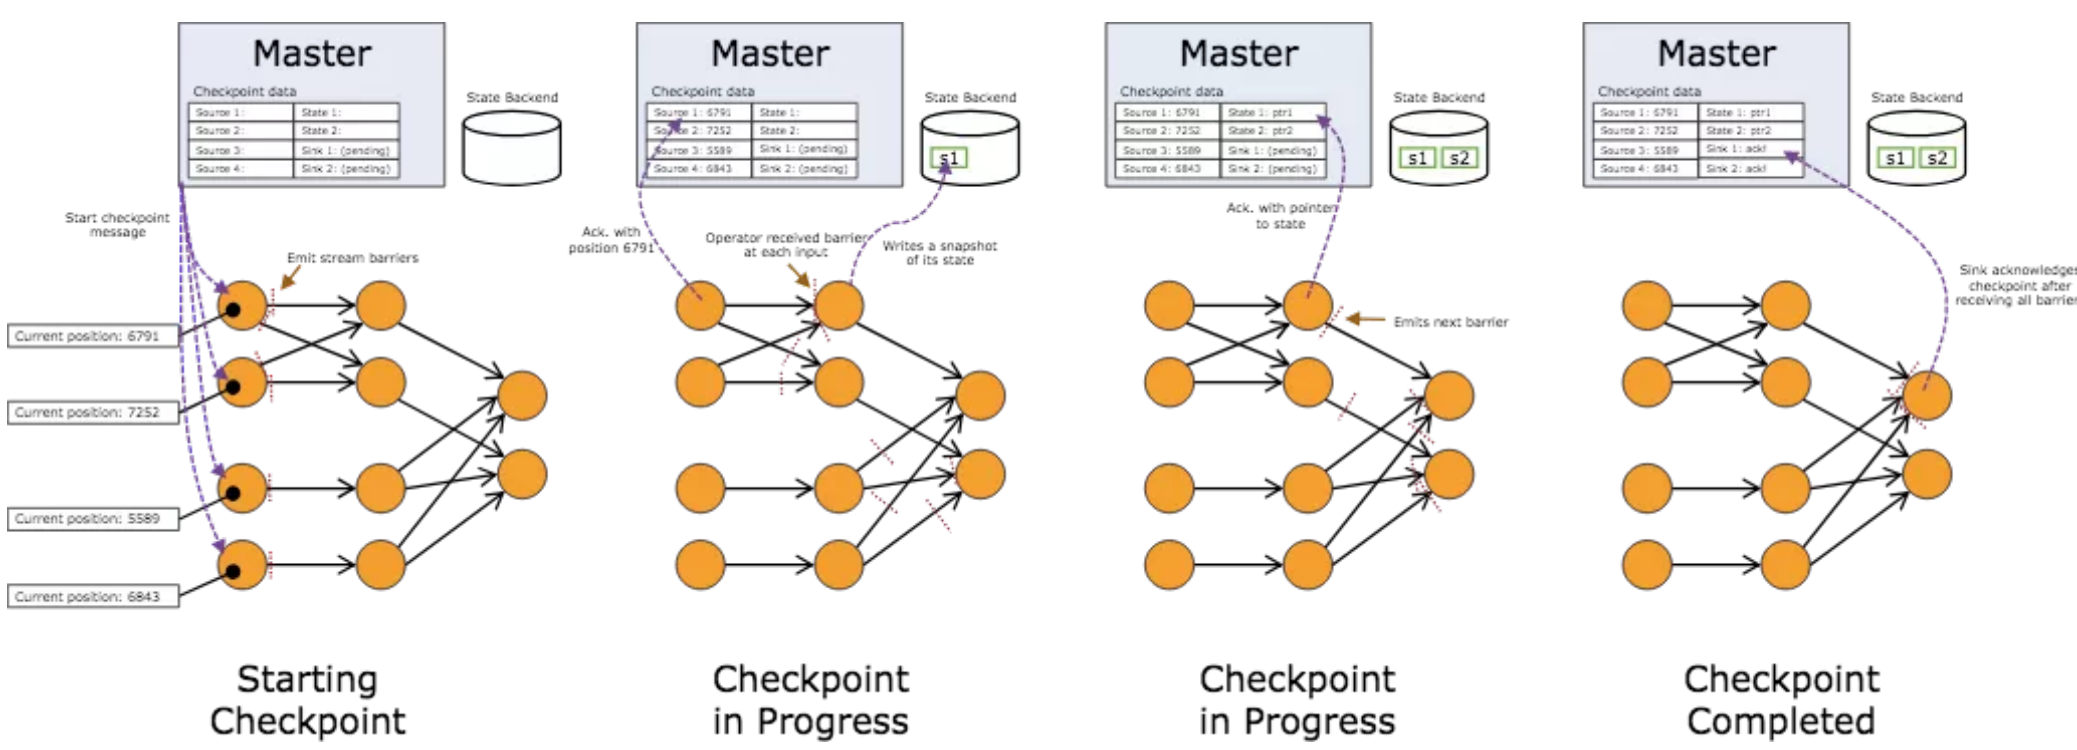 Master
Checkpoint data
Source 1:
State 1:
Source 2:
State 2:
Source 3:
Sink 1: (pending)
Source 4:
Sink 2: (pending)
State Backend
Start checkpoint
message
Emit stream barriers
Current position: 6791
Current position: 7252
Current position: 5589
Current position: 6843
Starting
Checkpoint
Master
Checkpoint data
Source 1: 6791
State 1:
Source 2: 7252
State 2:
Source 3: 5589
Sink 1: (pending)
Source 4: 6843
Sink 2: (pending)
State Backend
s1
Ack. with
position 6791
Operator received barrier
at each input
Writes a snapshot
of its state
Checkpoint
in Progress
Master
Checkpoint data
Source 1: 6791
State 1: ptr1
Source 2: 7252
State 2: ptr2
Source 3: 5589
Sink 1: (pending)
Source 4: 6843
Sink 2: (pending)
State Backend
s1
s2
Ack. with pointer
to state
Emits next barrier
Checkpoint
in Progress
Master
Checkpoint data
Source 1: 6791
State 1: ptr1
Source 2: 7252
State 2: ptr2
Source 3: 5589
Sink 1: ack!
Source 4: 6843
Sink 2: ack!
State Backend
s1
s2
Sink acknowledges
checkpoint after
receiving all barrier
Checkpoint
Completed